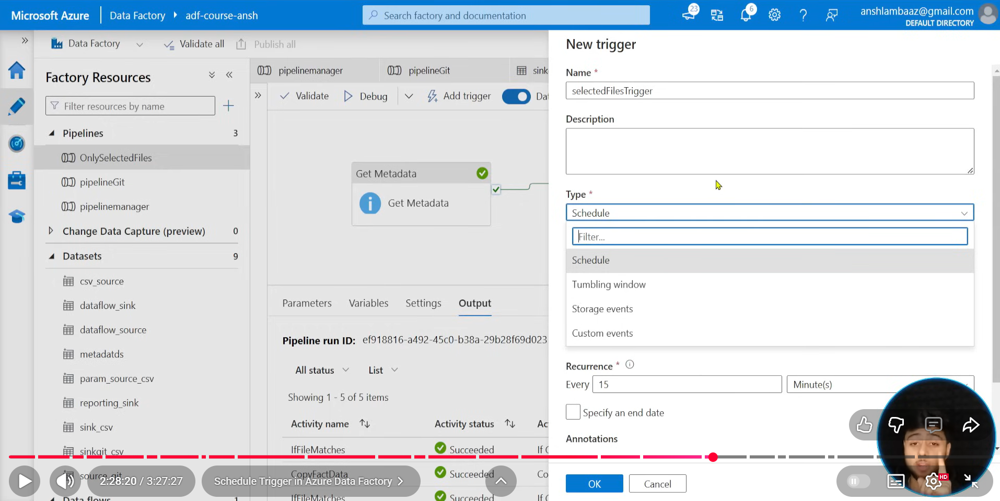 Microsoft Azure
Data Factory
adf-course-ansh
Search factory and documentation
23
6
anshlambaaz@gmail.com
DEFAULT DIRECTORY
Data Factory
Validate all
Publish all
Factory Resources
Filter resources by name
Pipelines 3
OnlySelectedFiles
pipelineGit
pipelinemanager
Change Data Capture (preview) 0
Datasets 9
csv_source
dataflow_sink
dataflow_source
metadatds
param_source_csv
reporting_sink
sink_csv
sinkgit_csv
source_git
Data flows 1
pipelinemanager
pipelineGit
sink
Validate
Debug
Add trigger
Dat
Get Metadata
Get Metadata
Parameters
Variables
Settings
Output
Pipeline run ID: ef918816-a492-45c0-b38a-29b28f69d023
All status
List
Showing 1 - 5 of 5 items
Activity name
Activity status
Ac
IfFileMatches Succeeded If C
CopyFactData Succeeded Co
IfFileMatches Succeeded If C
New trigger
Name *
selectedFilesTrigger
Description
Type *
Schedule
Filter...
Schedule
Tumbling window
Storage events
Custom events
Recurrence *
Every 15 Minute(s)
Specify an end date
Annotations
OK
Cancel
2:28:20 / 3:27:27
Schedule Trigger in Azure Data Factory
HD